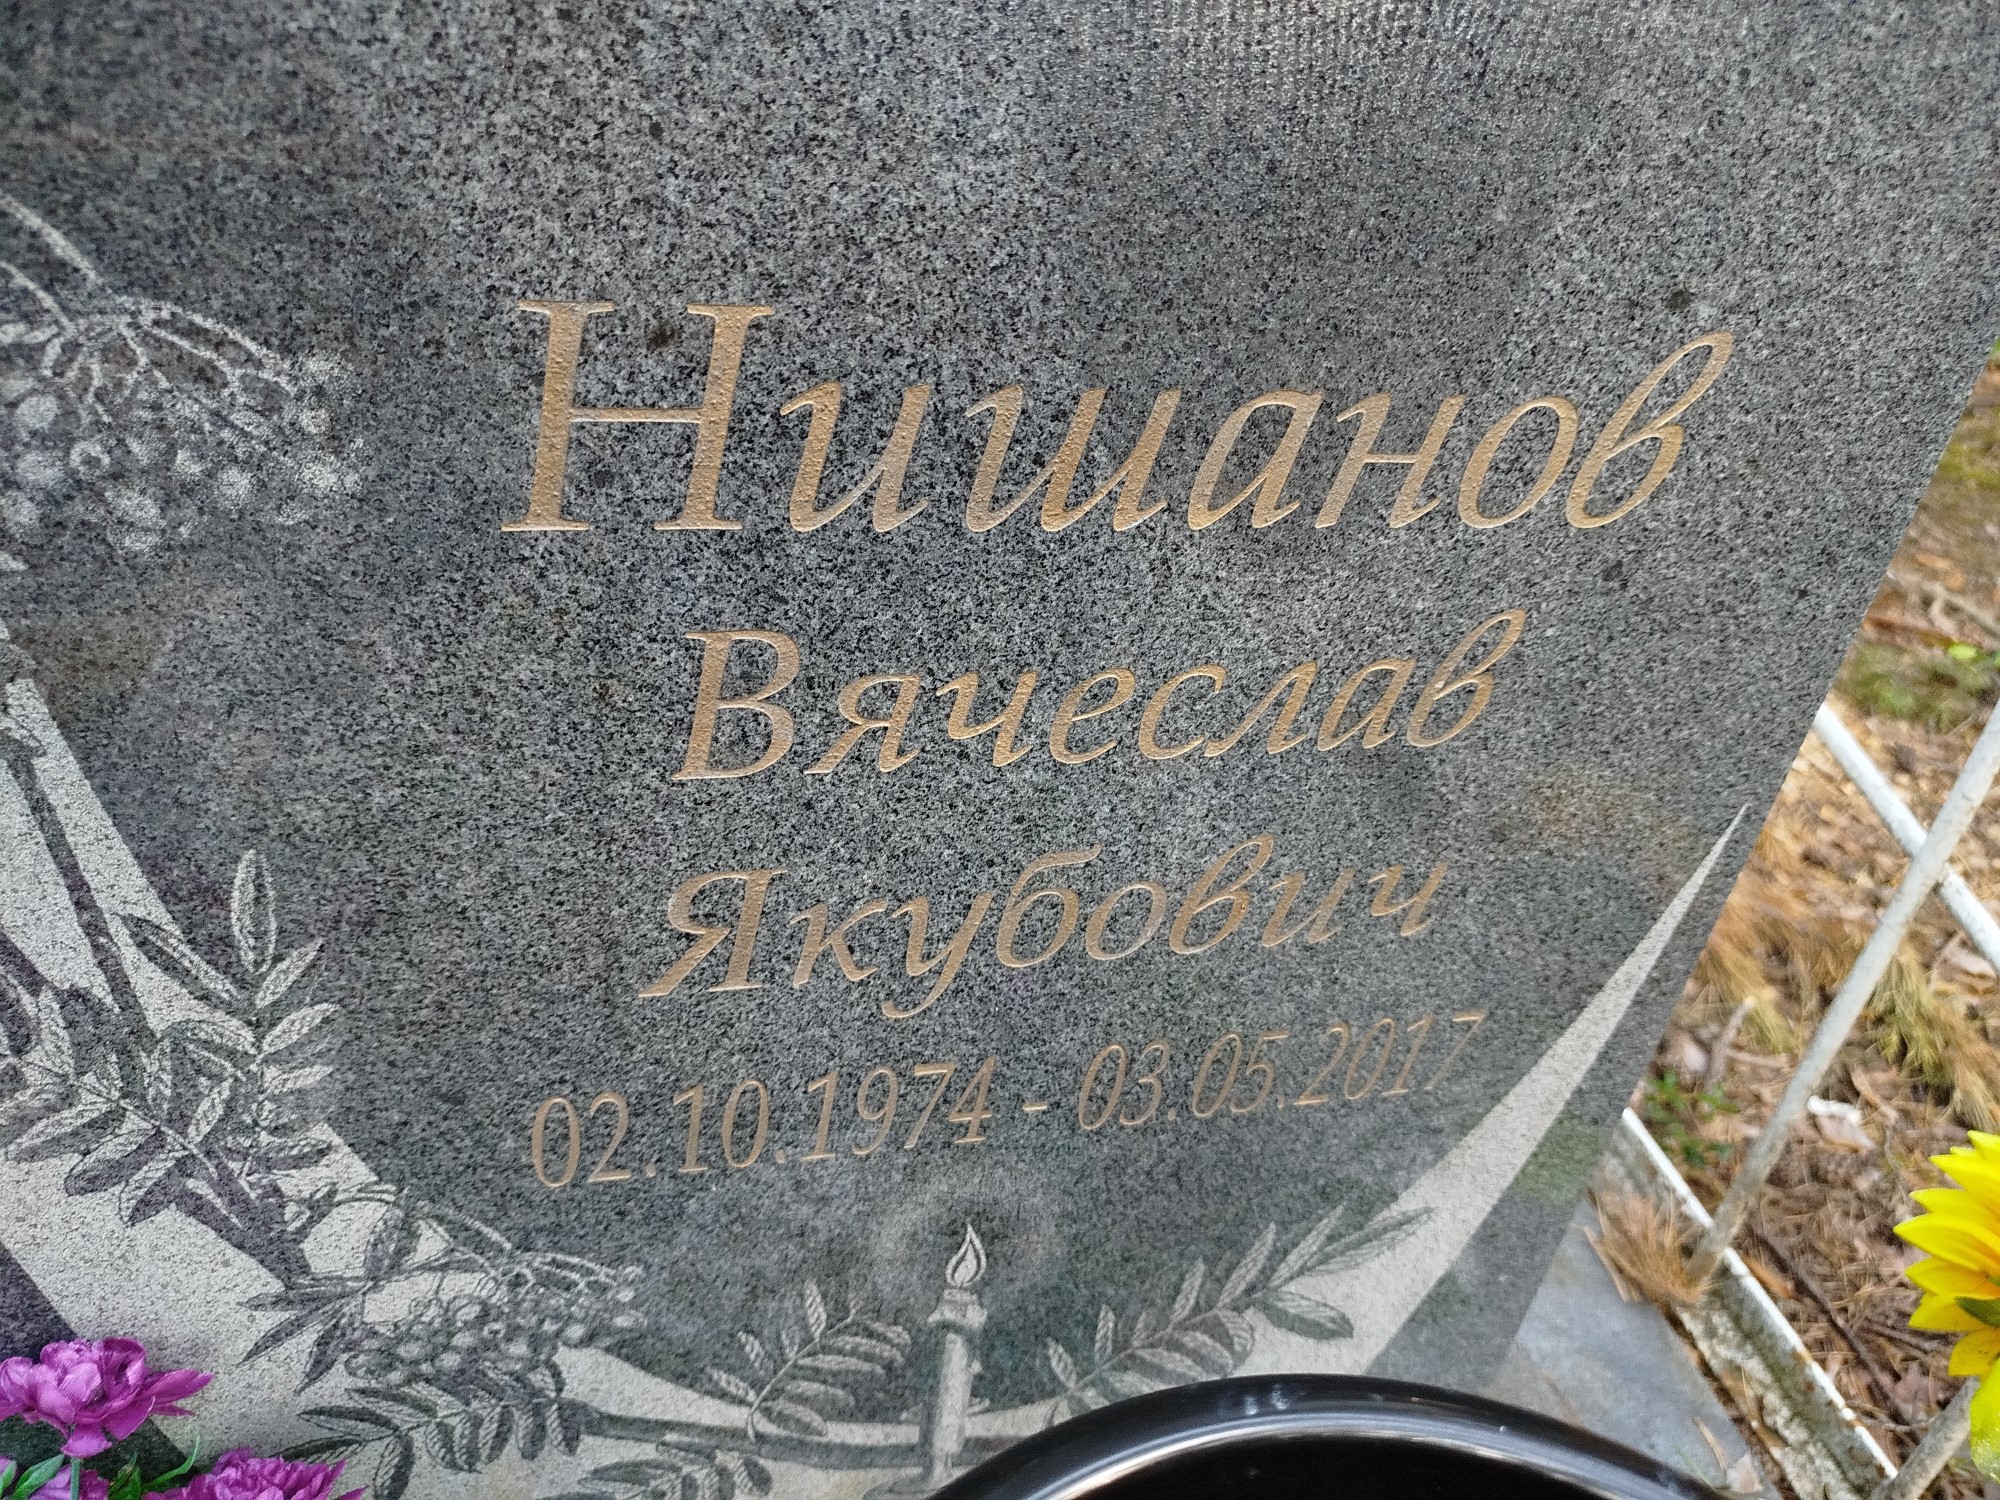 Нишанов
Вячеслав
Якубович
02.10.1974 - 03.05.2017